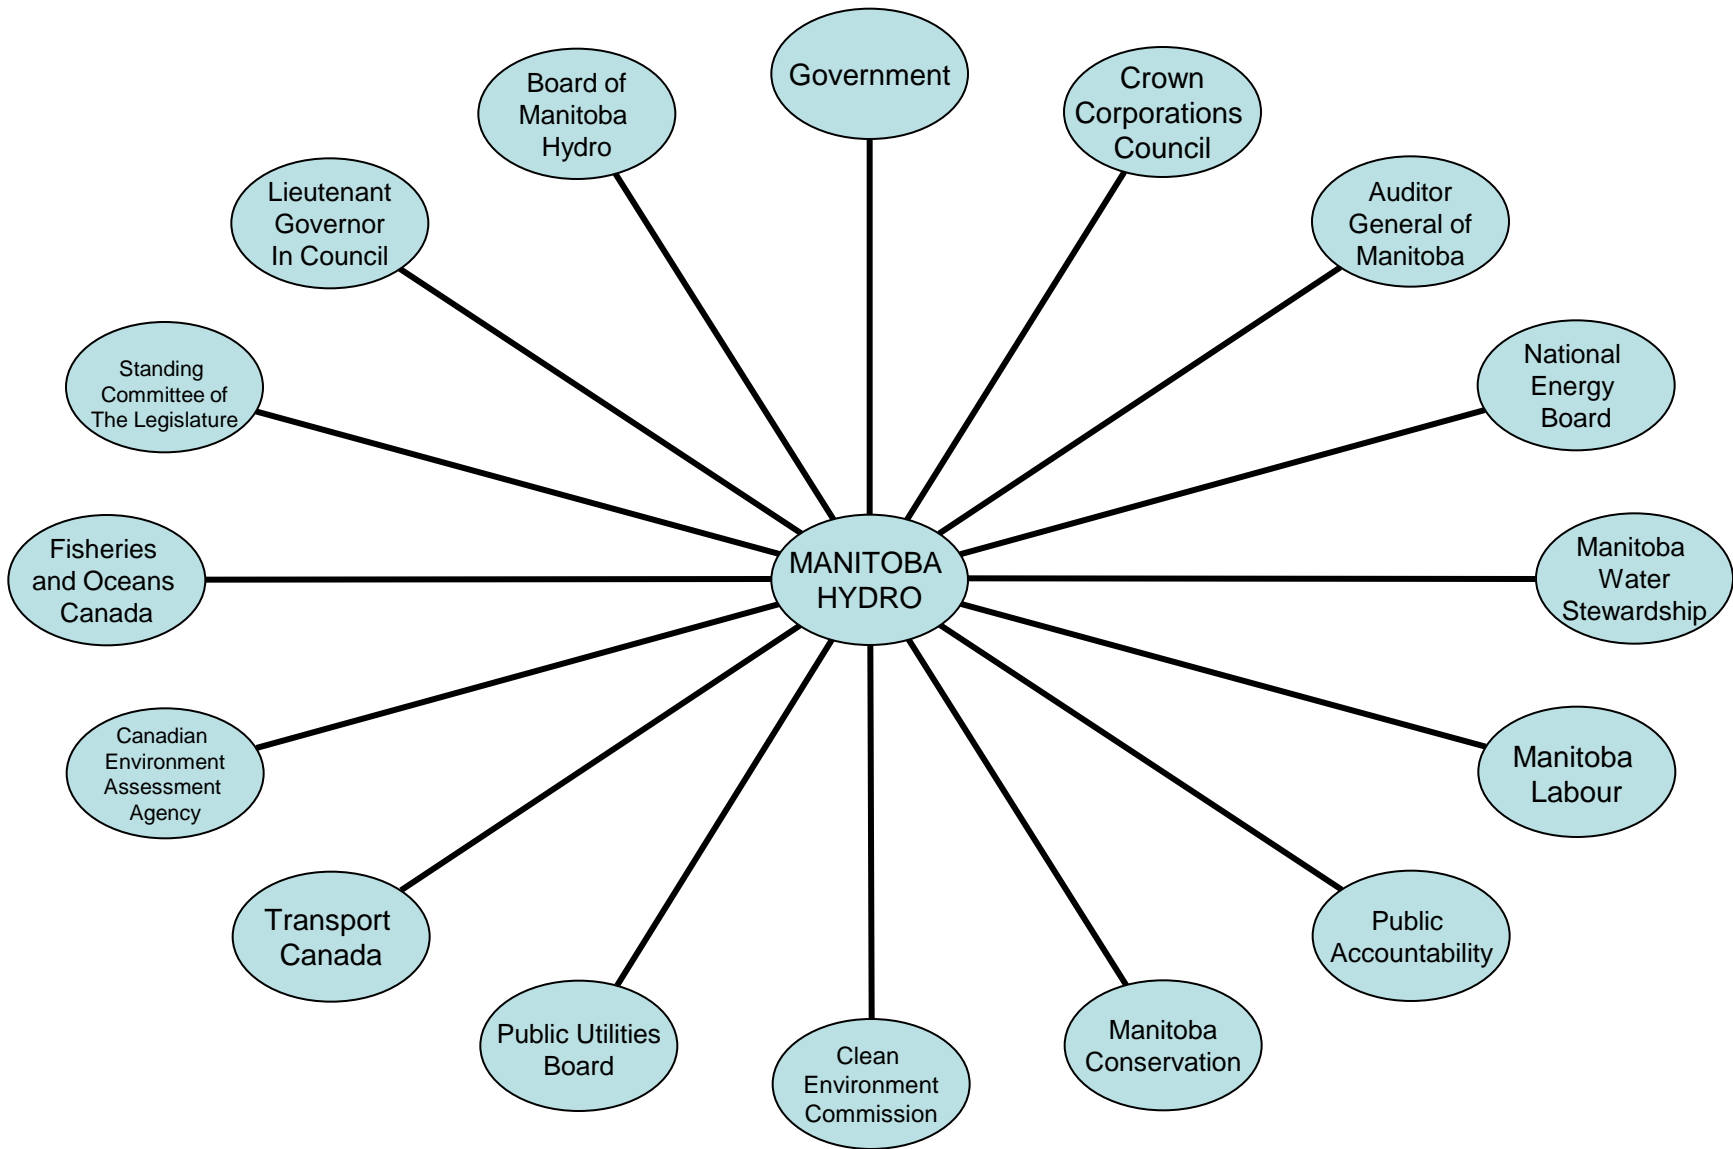 Government
Crown
Corporations
Council
Auditor
General of
Manitoba
National
Energy
Board
Manitoba
Water
Stewardship
Manitoba
Labour
Public
Accountability
Manitoba
Conservation
Clean
Environment
Commission
Public Utilities
Board
Transport
Canada
Canadian
Environment
Assessment
Agency
Fisheries
and Oceans
Canada
Standing
Committee of
The Legislature
Lieutenant
Governor
In Council
Board of
Manitoba
Hydro
MANITOBA
HYDRO